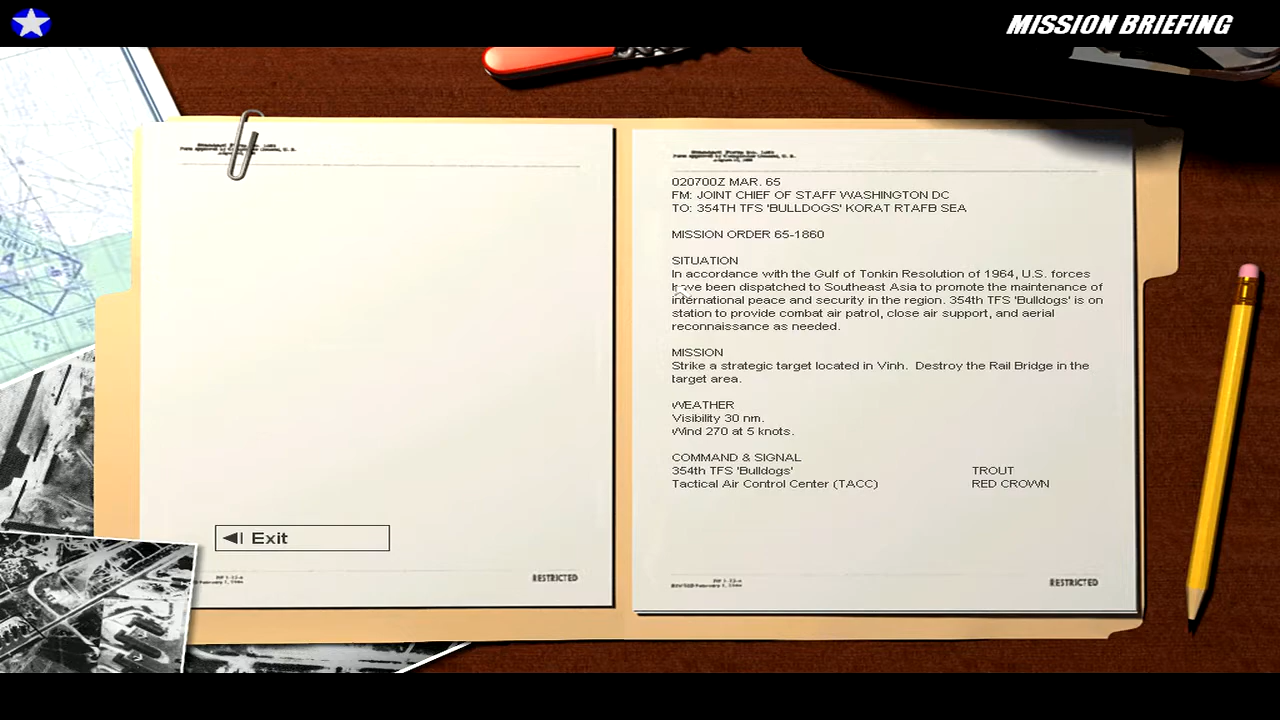 MISSION BRIEFING
◀| Exit
RESTRICTED
020700Z MAR. 65
FM: JOINT CHIEF OF STAFF WASHINGTON DC
TO: 354TH TFS 'BULLDOGS' KORAT RTAFB SEA
MISSION ORDER 65-1860
SITUATION
In accordance with the Gulf of Tonkin Resolution of 1964, U.S. forces
have been dispatched to Southeast Asia to promote the maintenance of
international peace and security in the region. 354th TFS 'Bulldogs' is on
station to provide combat air patrol, close air support, and aerial
reconnaissance as needed.
MISSION
Strike a strategic target located in Vinh.  Destroy the Rail Bridge in the
target area.
WEATHER
Visibility 30 nm.
Wind 270 at 5 knots.
COMMAND & SIGNAL
354th TFS 'Bulldogs' TROUT
Tactical Air Control Center (TACC) RED CROWN
RESTRICTED